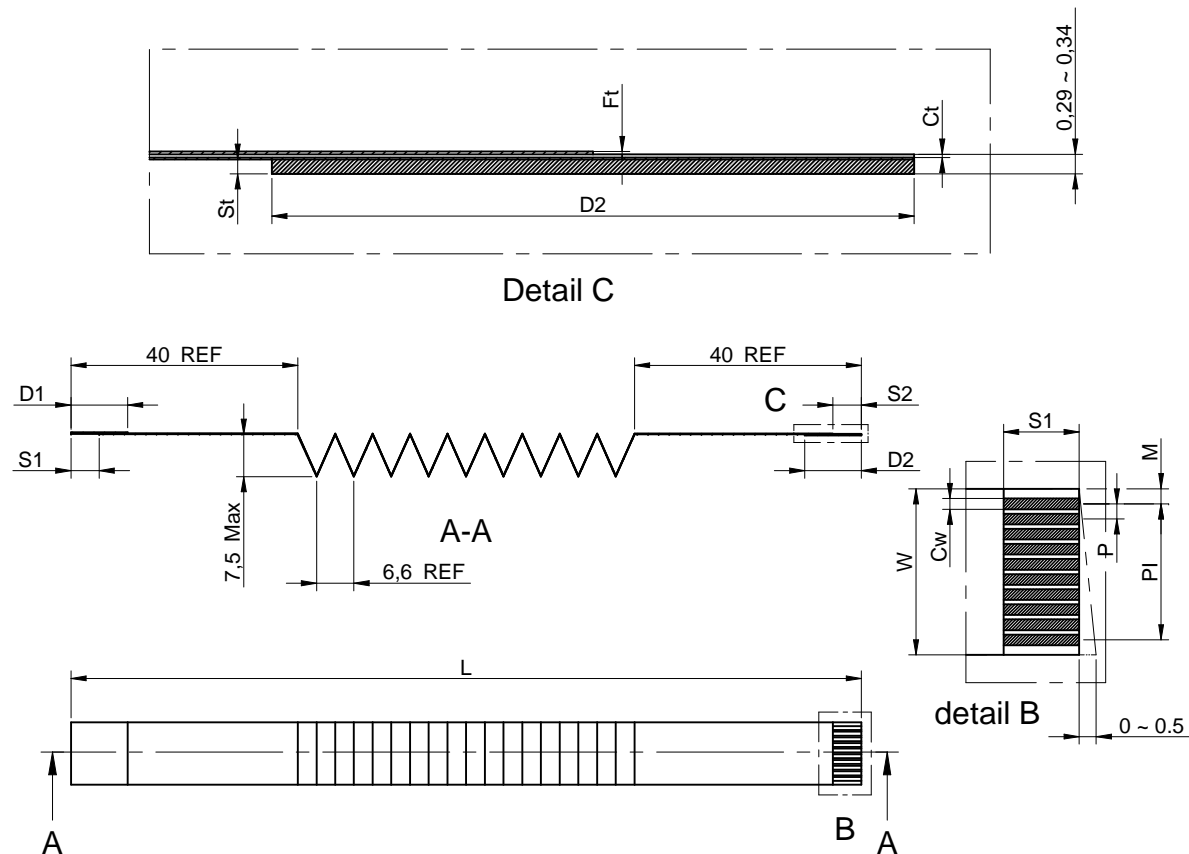 Ft
Ct
0,29 ~ 0,34
St
D2
Detail C
40 REF
40 REF
D1
C
S2
S1
D2
7,5 Max
A-A
6,6 REF
S1
M
Cw
P
W
Pl
detail B
0 ~ 0.5
L
A
B
A